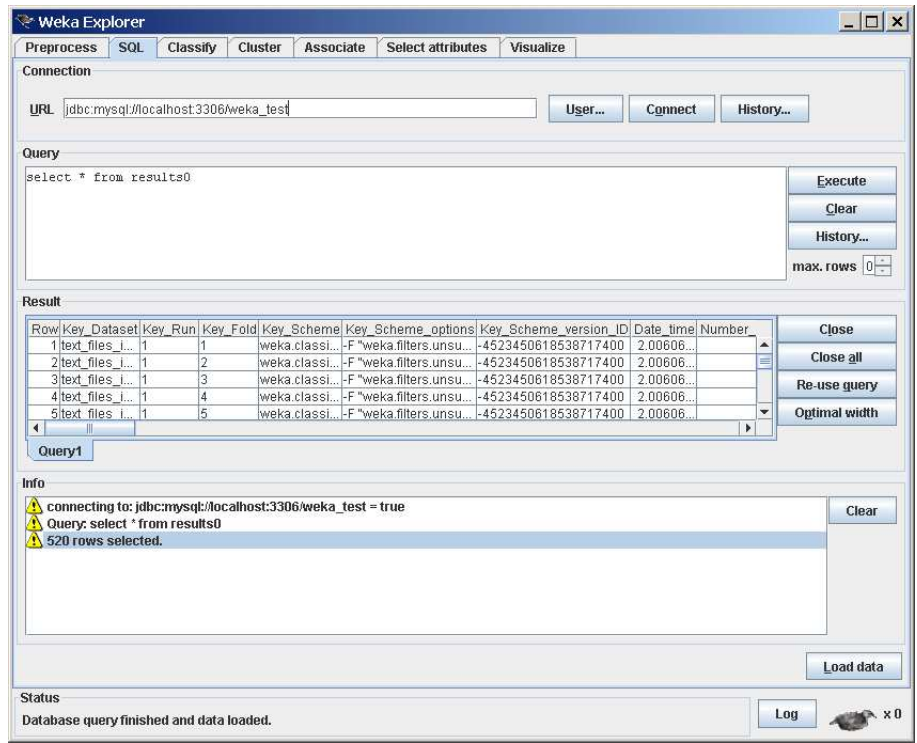 Weka Explorer
Preprocess SQL Classify Cluster Associate Select attributes Visualize
Connection
URL jdbc:mysql://localhost:3306/weka_test User... Connect History...
Query
select * from results0
Execute
Clear
History...
max. rows 0
Result
Row Key_Dataset Key_Run Key_Fold Key_Scheme Key_Scheme_options Key_Scheme_version_ID Date_time Number_
1 text_files_i... 1 1 weka.classi... -F "weka.filters.unsu... -4523450618538717400 2.00606...
2 text_files_i... 1 2 weka.classi... -F "weka.filters.unsu... -4523450618538717400 2.00606...
3 text_files_i... 1 3 weka.classi... -F "weka.filters.unsu... -4523450618538717400 2.00606...
4 text_files_i... 1 4 weka.classi... -F "weka.filters.unsu... -4523450618538717400 2.00606...
5 text_files_i... 1 5 weka.classi... -F "weka.filters.unsu... -4523450618538717400 2.00606...
Close
Close all
Re-use query
Optimal width
Query1
Info
connecting to: jdbc:mysql://localhost:3306/weka_test = true
Query: select * from results0
520 rows selected.
Clear
Load data
Status
Database query finished and data loaded.
Log
x 0